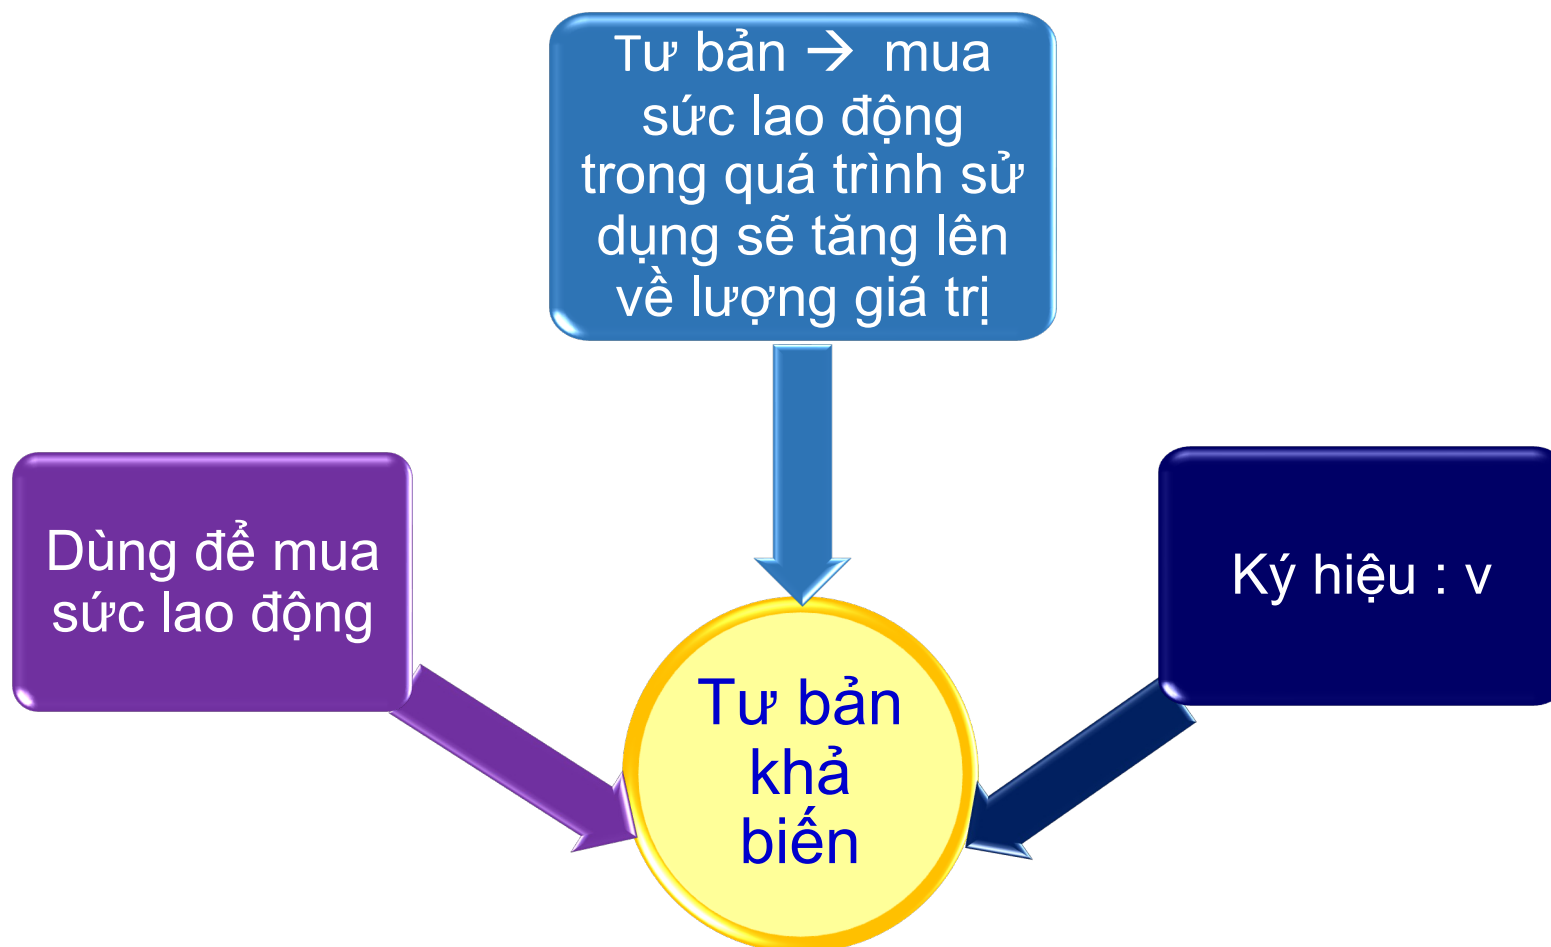 Tư bản → mua
sức lao động
trong quá trình sử
dụng sẽ tăng lên
về lượng giá trị
Dùng để mua
sức lao động
Ký hiệu : v
Tư bản
khả
biến